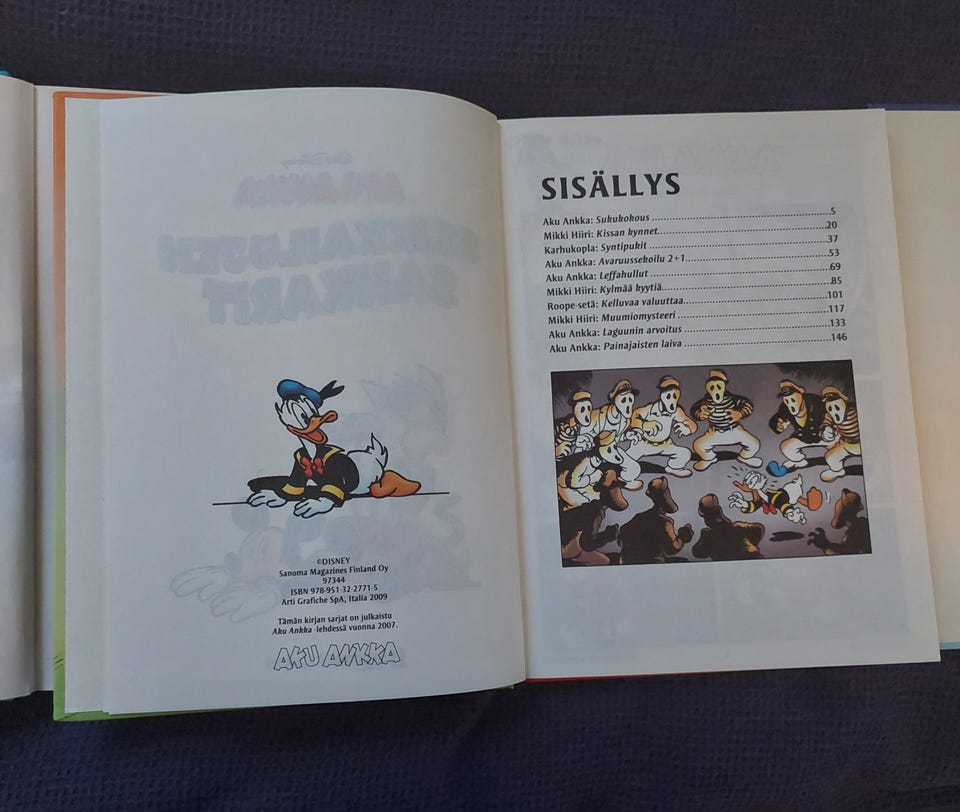 ©DISNEY
Sanoma Magazines Finland Oy
97344
ISBN 978-951-32-2771-5
Arti Grafiche SpA, Italia 2009
Tämän kirjan sarjat on julkaistu
Aku Ankka -lehdessä vuonna 2007.
AKU ANKKA
SISÄLLYS
Aku Ankka: Sukukokous ........ 5
Mikki Hiiri: Kissan kynnet ........ 20
Karhukopla: Syntipukit ........ 37
Aku Ankka: Avaruussekoilu 2+1 ........ 53
Aku Ankka: Leffahullut ........ 69
Mikki Hiiri: Kylmää kyytiä ........ 85
Roope-setä: Kelluvaa valuuttaa ........ 101
Mikki Hiiri: Muumiomysteeri ........ 117
Aku Ankka: Laguunin arvoitus ........ 133
Aku Ankka: Painajaisten laiva ........ 146